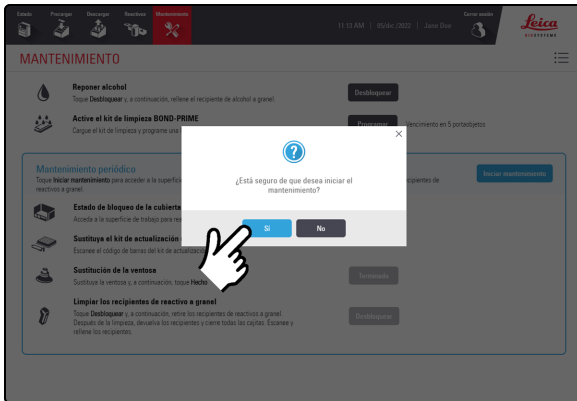 Estado
Precargar
Descargar
Reactivos
Mantenimiento
11:13 AM | 05/dic./2022 | Jane Doe
Cerrar sesión
Leica
BIOSYSTEMS
MANTENIMIENTO
Reponer alcohol
Toque Desbloquear y, a continuación, rellene el recipiente de alcohol a granel
Desbloquear
Active el kit de limpieza BOND-PRIME
Cargue el kit de limpieza y programe una
Programar
Vencimiento en 5 portaobjetos
¿Está seguro de que desea iniciar el
mantenimiento?
Sí
No
Mantenimiento periódico
Toque Iniciar mantenimiento para acceder a la superficie
cipientes de
reactivos a granel.
Iniciar mantenimiento
Estado de bloqueo de la cubierta
Acceda a la superficie de trabajo para
Sustituya el kit de actualización
Escanee el código de barras del kit de actualización
Sustitución de la ventosa
Sustituya la ventosa y, a continuación, toque Hecho
Terminado
Limpiar los recipientes de reactivo a granel
Toque Desbloquear y, a continuación, retire los recipientes de reactivos a granel.
Después de la limpieza, devuelva los recipientes y cierre todas las cajitas. Escanee y
rellene los recipientes.
Desbloquear